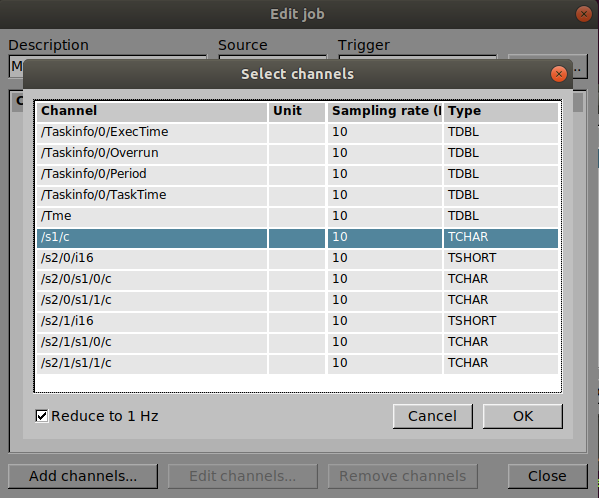 Edit job
Description Source Trigger
M
Select channels
Channel Unit Sampling rate ( Type
/Taskinfo/0/ExecTime 10 TDBL
/Taskinfo/0/Overrun 10 TDBL
/Taskinfo/0/Period 10 TDBL
/Taskinfo/0/TaskTime 10 TDBL
/Tme 10 TDBL
/s1/c 10 TCHAR
/s2/0/i16 10 TSHORT
/s2/0/s1/0/c 10 TCHAR
/s2/0/s1/1/c 10 TCHAR
/s2/1/i16 10 TSHORT
/s2/1/s1/0/c 10 TCHAR
/s2/1/s1/1/c 10 TCHAR
Reduce to 1 Hz Cancel OK
Add channels... Edit channels... Remove channels Close